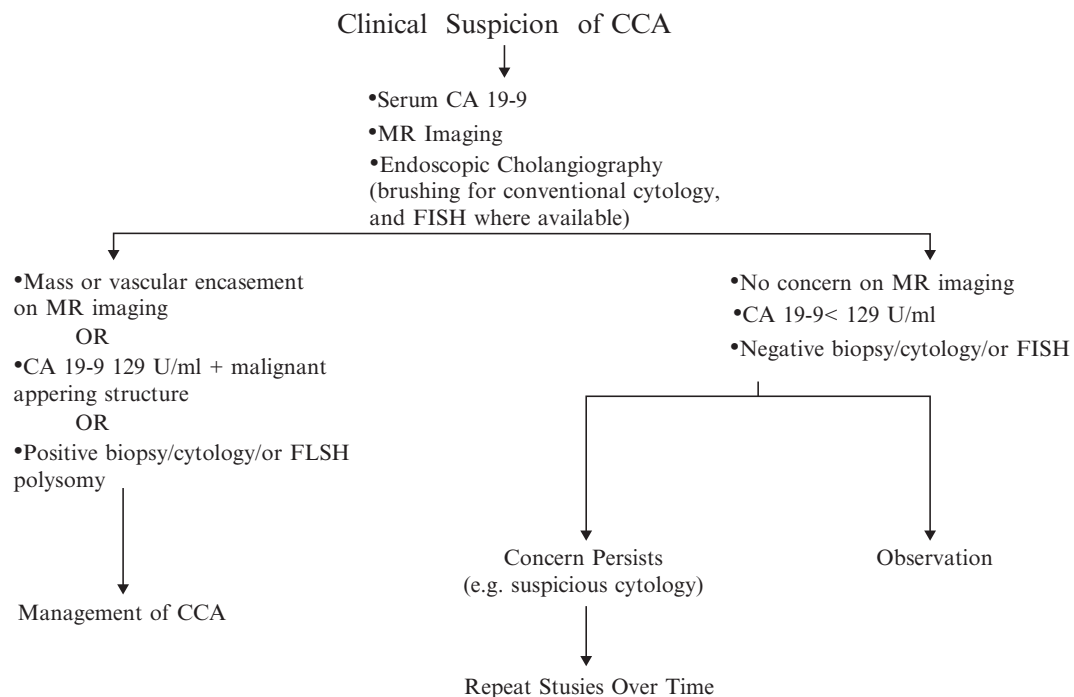 Clinical Suspicion of CCA
•Serum CA 19-9
•MR Imaging
•Endoscopic Cholangiography
(brushing for conventional cytology,
and FISH where available)
•Mass or vascular encasement
on MR imaging
OR
•CA 19-9 129 U/ml + malignant
appering structure
OR
•Positive biopsy/cytology/or FLSH
polysomy
Management of CCA
•No concern on MR imaging
•CA 19-9< 129 U/ml
•Negative biopsy/cytology/or FISH
Concern Persists
(e.g. suspicious cytology)
Repeat Stusies Over Time
Observation